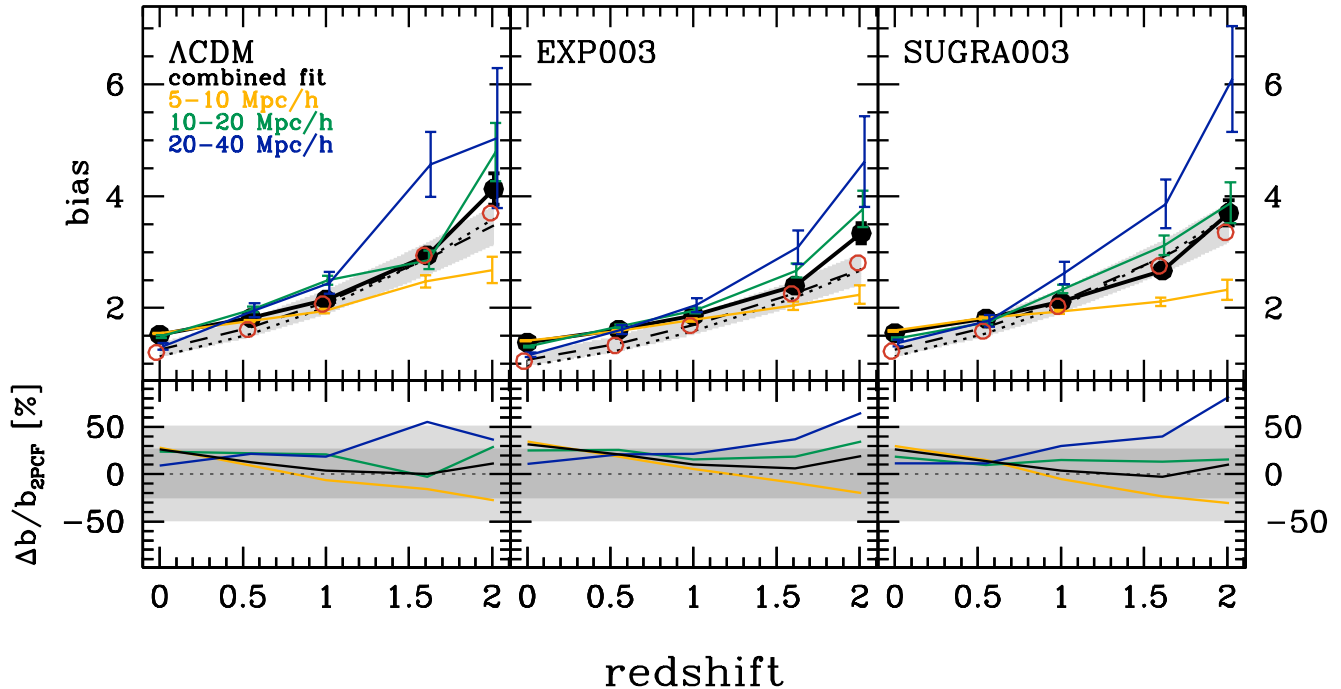 ΛCDM EXP003 SUGRA003
combined fit
5−10 Mpc/h
10−20 Mpc/h
20−40 Mpc/h
bias
6 6
4 4
2 2
Δb/b2PCF [%]
50 50
0 0
−50 −50
0 0.5 1 1.5 2 0 0.5 1 1.5 2 0 0.5 1 1.5 2
redshift